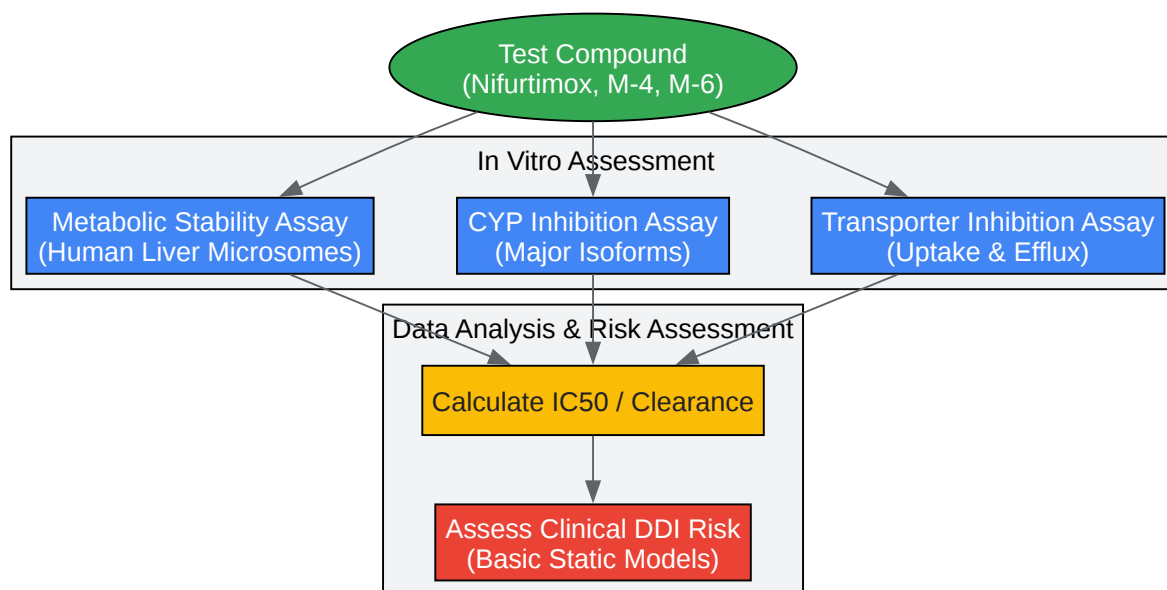 Test Compound
(Nifurtimox, M-4, M-6)
In Vitro Assessment
Metabolic Stability Assay
(Human Liver Microsomes)
CYP Inhibition Assay
(Major Isoforms)
Transporter Inhibition Assay
(Uptake & Efflux)
Data Analysis & Risk Assessment
Calculate IC50 / Clearance
Assess Clinical DDI Risk
(Basic Static Models)